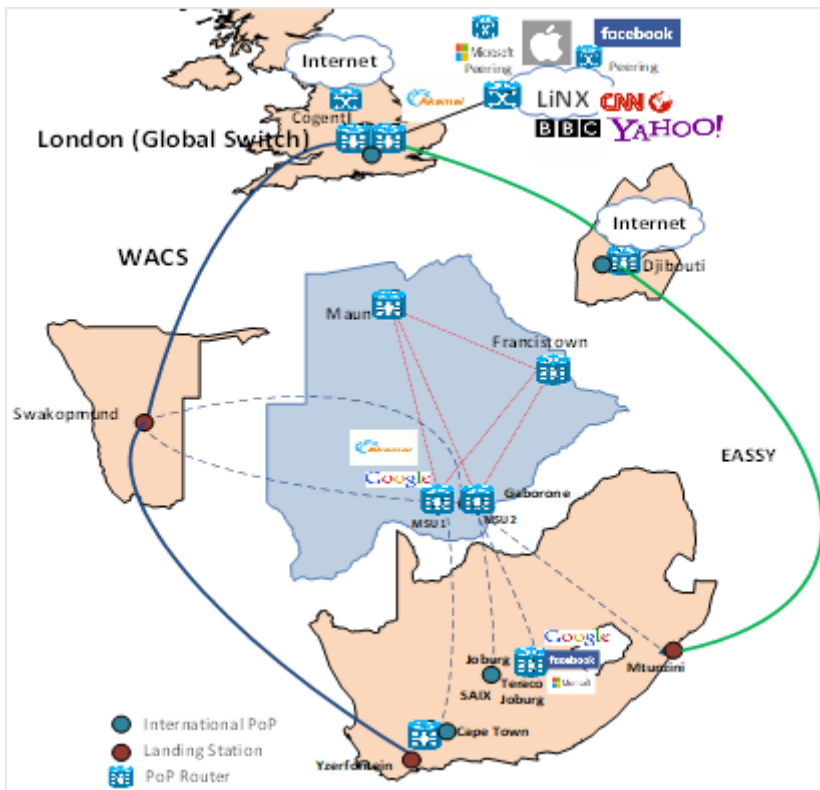 Internet
Microsoft
Peering
facebook
Peering
Akamai
LiNX
CNN
BBC
YAHOO!
Cogentl
London (Global Switch)
Internet
Djibouti
WACS
Maun
Francistown
Swakopmund
EASSY
Akamai
Google
Gaborone
MSU1
MSU2
Google
Joburg
facebook
Microsoft
Mtunzini
SAIX
Teraco
Joburg
International PoP
Cape Town
Landing Station
Yzerfontein
PoP Router